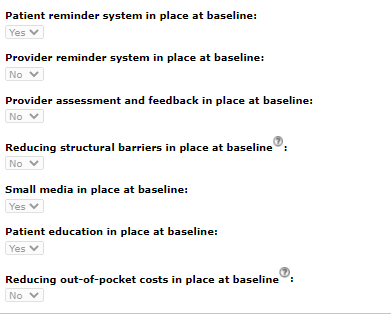 Patient reminder system in place at baseline:
Yes
Provider reminder system in place at baseline:
No
Provider assessment and feedback in place at baseline:
No
Reducing structural barriers in place at baseline?:
No
Small media in place at baseline:
Yes
Patient education in place at baseline:
Yes
Reducing out-of-pocket costs in place at baseline?:
No